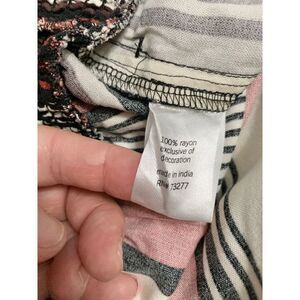 100% rayon
exclusive of
decoration
made in india
RN# 73277